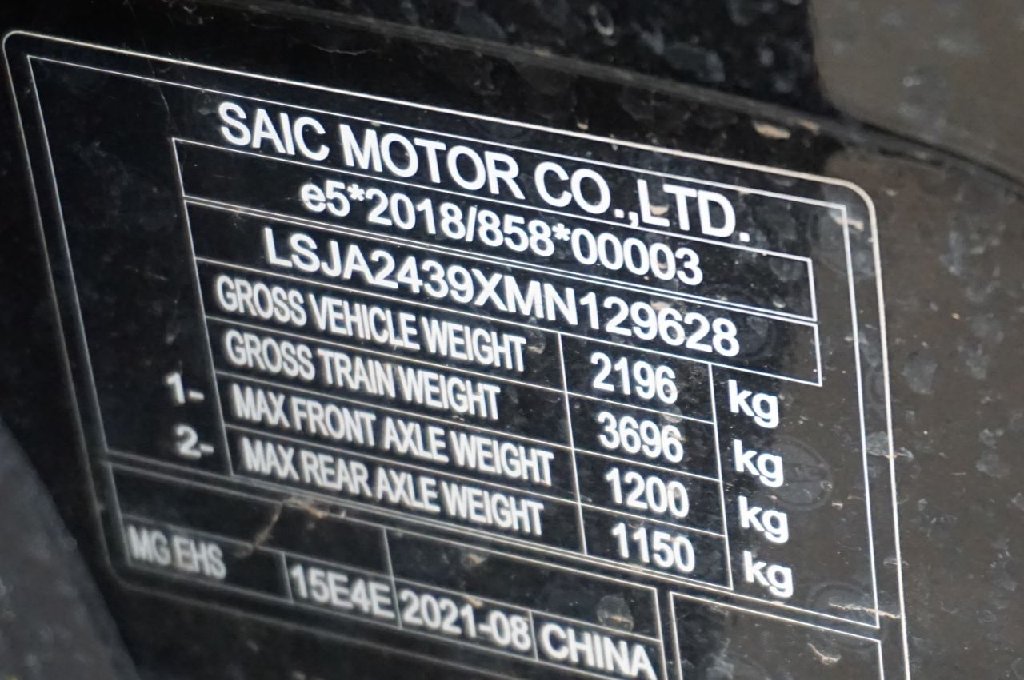 SAIC MOTOR CO.,LTD.
e5*2018/858*00003
LSJA2439XMN129628
GROSS VEHICLE WEIGHT 2196 kg
GROSS TRAIN WEIGHT 3696 kg
1- MAX FRONT AXLE WEIGHT 1200 kg
2- MAX REAR AXLE WEIGHT 1150 kg
MG EHS 15E4E 2021-08 CHINA